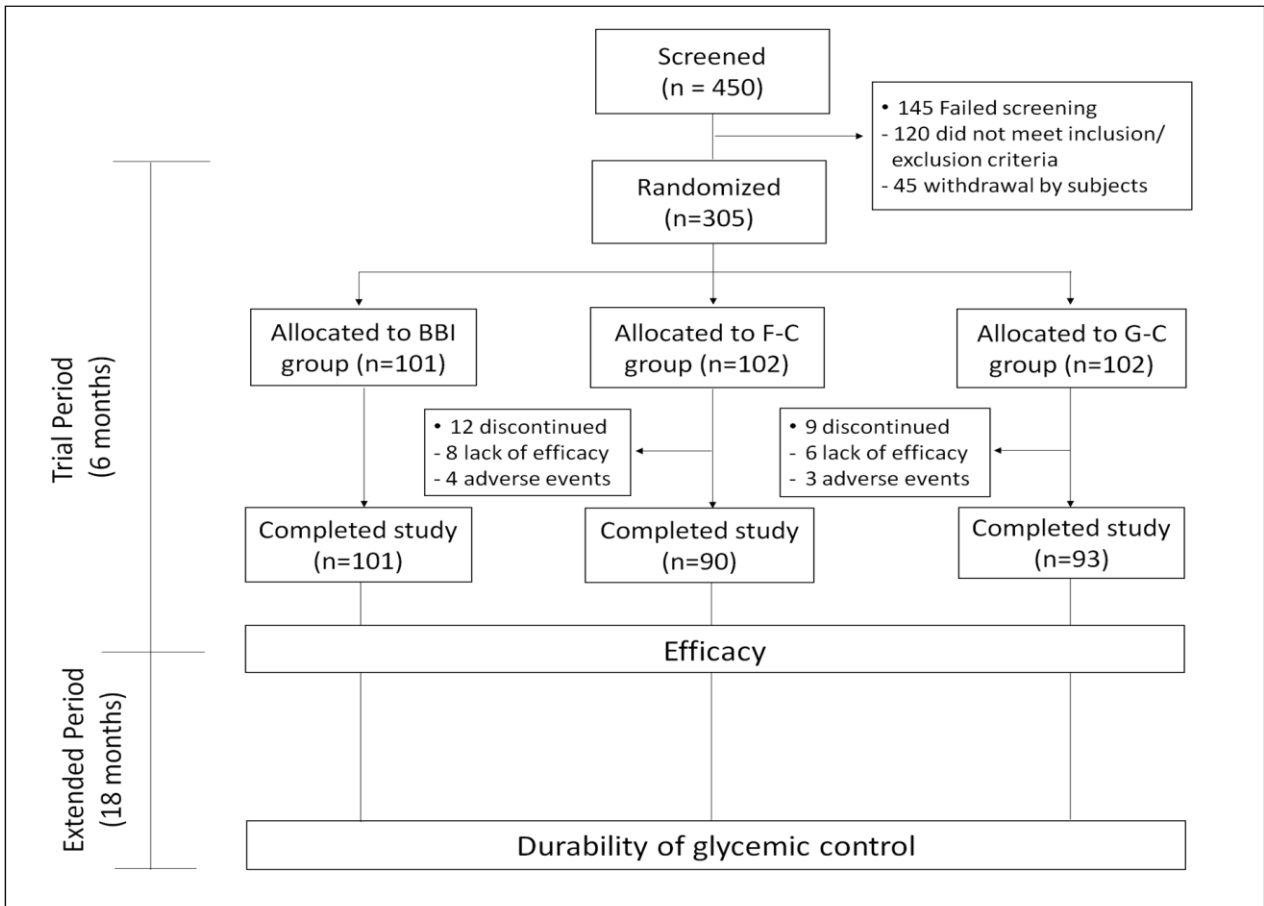 Screened
(n = 450)
• 145 Failed screening
- 120 did not meet inclusion/
exclusion criteria
- 45 withdrawal by subjects
Randomized
(n=305)
Trial Period
(6 months)
Allocated to BBI
group (n=101)
Allocated to F-C
group (n=102)
Allocated to G-C
group (n=102)
• 12 discontinued
- 8 lack of efficacy
- 4 adverse events
• 9 discontinued
- 6 lack of efficacy
- 3 adverse events
Completed study
(n=101)
Completed study
(n=90)
Completed study
(n=93)
Efficacy
Extended Period
(18 months)
Durability of glycemic control